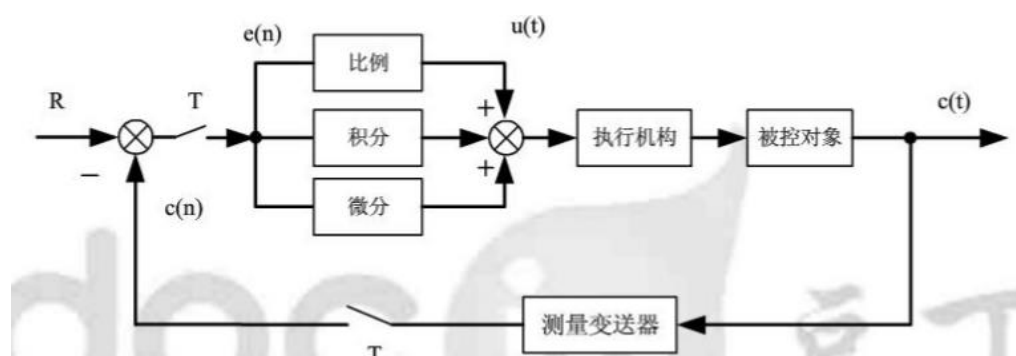 e(n)
u(t)
比例
R
T
+
积分
执行机构
被控对象
c(t)
−
+
c(n)
微分
测量变送器
T
doc